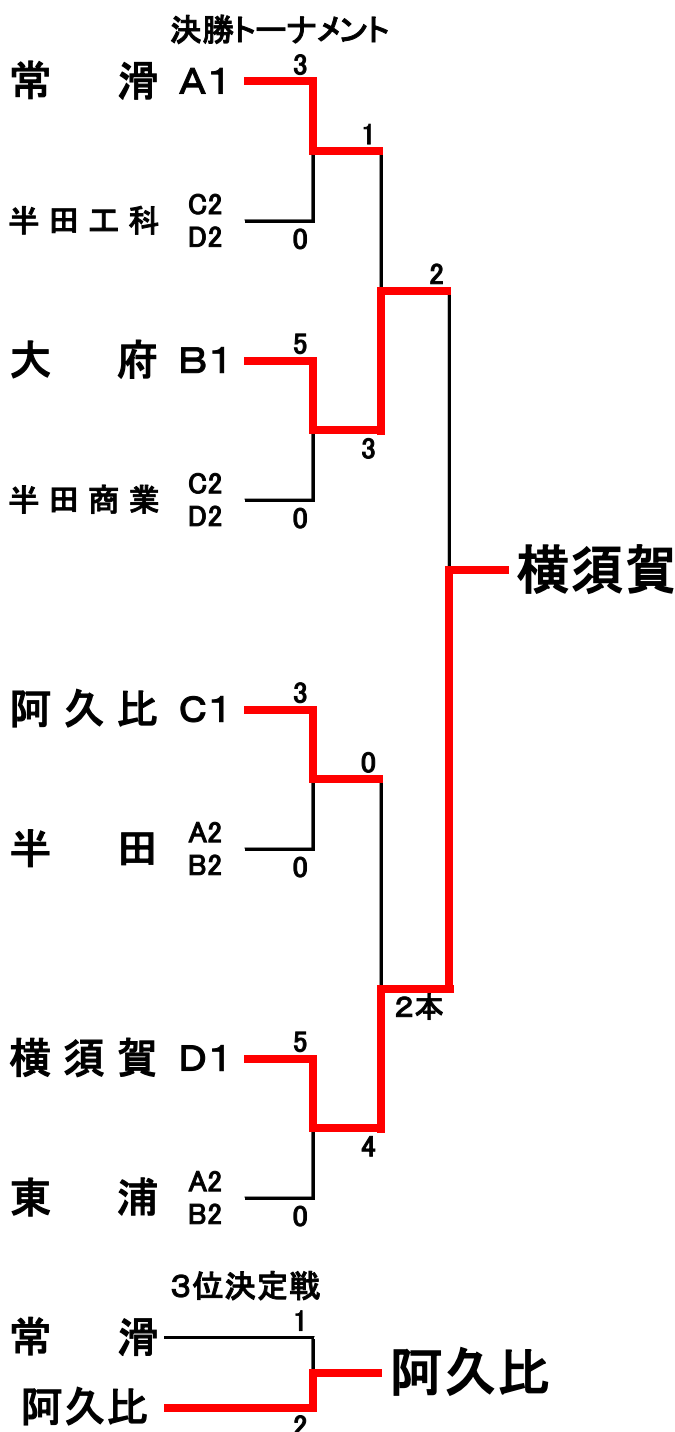 決勝トーナメント
3
常滑 A1
1
半田工科 C2
D2
0
2
5
大府 B1
3
半田商業 C2
D2
0
横須賀
3
阿久比 C1
0
半田 A2
B2
0
2本
5
横須賀 D1
4
東浦 A2
B2
0
3位決定戦
1
常滑
阿久比
阿久比
2